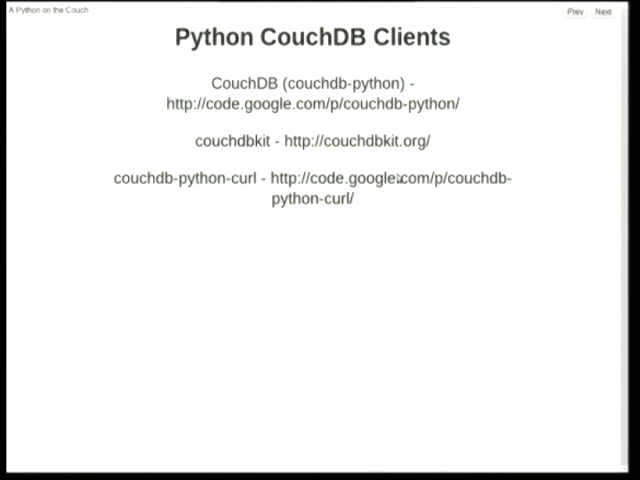 A Python on the Couch
Prev Next
Python CouchDB Clients
CouchDB (couchdb-python) -
http://code.google.com/p/couchdb-python/
couchdbkit - http://couchdbkit.org/
couchdb-python-curl - http://code.google.com/p/couchdb-
python-curl/